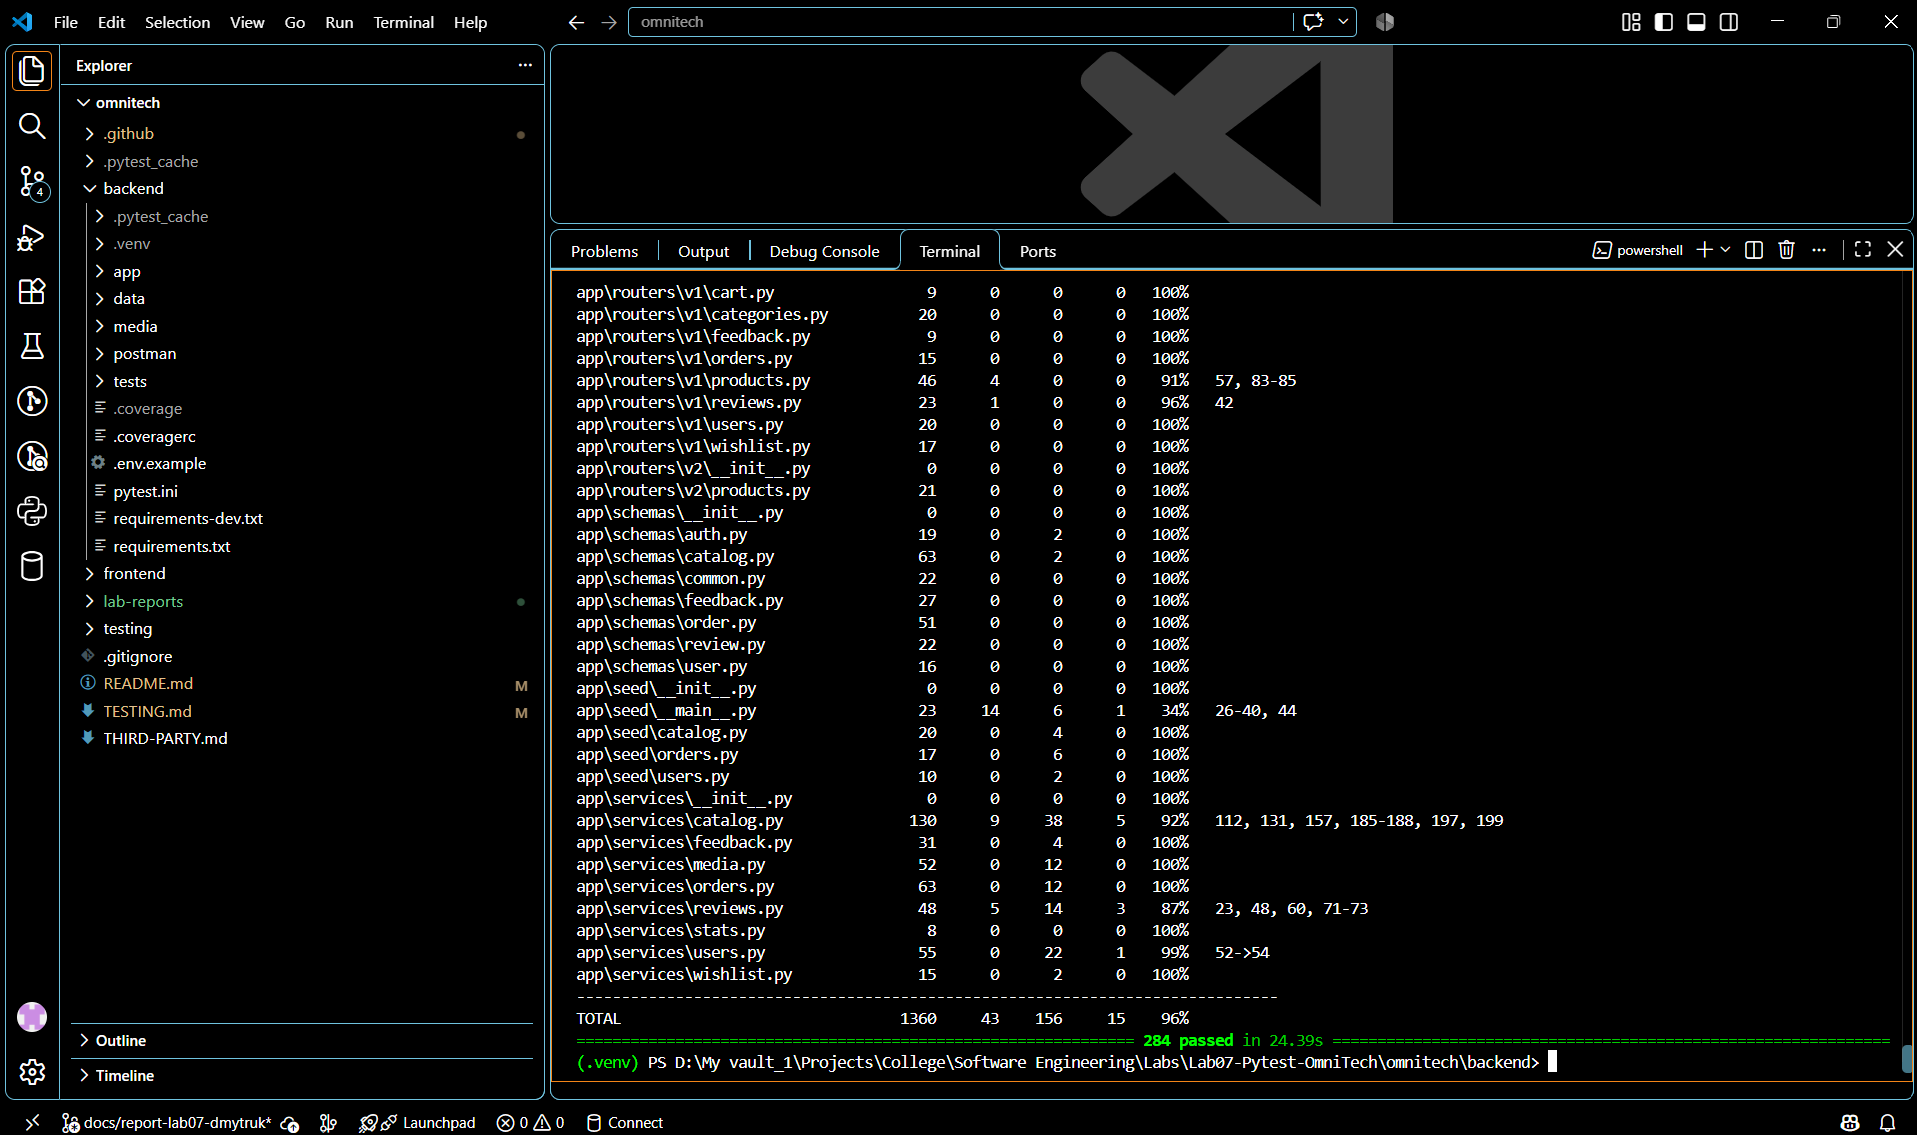 File Edit Selection View Go Run Terminal Help
omnitech
Explorer
omnitech
.github
.pytest_cache
backend
.pytest_cache
.venv
app
data
media
postman
tests
.coverage
.coveragerc
.env.example
pytest.ini
requirements-dev.txt
requirements.txt
frontend
lab-reports
testing
.gitignore
README.md M
TESTING.md M
THIRD-PARTY.md
Outline
Timeline
4
Problems Output Debug Console Terminal Ports
powershell
app\routers\v1\cart.py 9 0 0 0 100%
app\routers\v1\categories.py 20 0 0 0 100%
app\routers\v1\feedback.py 9 0 0 0 100%
app\routers\v1\orders.py 15 0 0 0 100%
app\routers\v1\products.py 46 4 0 0 91% 57, 83-85
app\routers\v1\reviews.py 23 1 0 0 96% 42
app\routers\v1\users.py 20 0 0 0 100%
app\routers\v1\wishlist.py 17 0 0 0 100%
app\routers\v2\__init__.py 0 0 0 0 100%
app\routers\v2\products.py 21 0 0 0 100%
app\schemas\__init__.py 0 0 0 0 100%
app\schemas\auth.py 19 0 2 0 100%
app\schemas\catalog.py 63 0 2 0 100%
app\schemas\common.py 22 0 0 0 100%
app\schemas\feedback.py 27 0 0 0 100%
app\schemas\order.py 51 0 0 0 100%
app\schemas\review.py 22 0 0 0 100%
app\schemas\user.py 16 0 0 0 100%
app\seed\__init__.py 0 0 0 0 100%
app\seed\__main__.py 23 14 6 1 34% 26-40, 44
app\seed\catalog.py 20 0 4 0 100%
app\seed\orders.py 17 0 6 0 100%
app\seed\users.py 10 0 2 0 100%
app\services\__init__.py 0 0 0 0 100%
app\services\catalog.py 130 9 38 5 92% 112, 131, 157, 185-188, 197, 199
app\services\feedback.py 31 0 4 0 100%
app\services\media.py 52 0 12 0 100%
app\services\orders.py 63 0 12 0 100%
app\services\reviews.py 48 5 14 3 87% 23, 48, 60, 71-73
app\services\stats.py 8 0 0 0 100%
app\services\users.py 55 0 22 1 99% 52->54
app\services\wishlist.py 15 0 2 0 100%
TOTAL 1360 43 156 15 96%
284 passed in 24.39s
(.venv) PS D:\My vault_1\Projects\College\Software Engineering\Labs\Lab07-Pytest-OmniTech\omnitech\backend>
docs/report-lab07-dmytruk* Launchpad 0 0 Connect